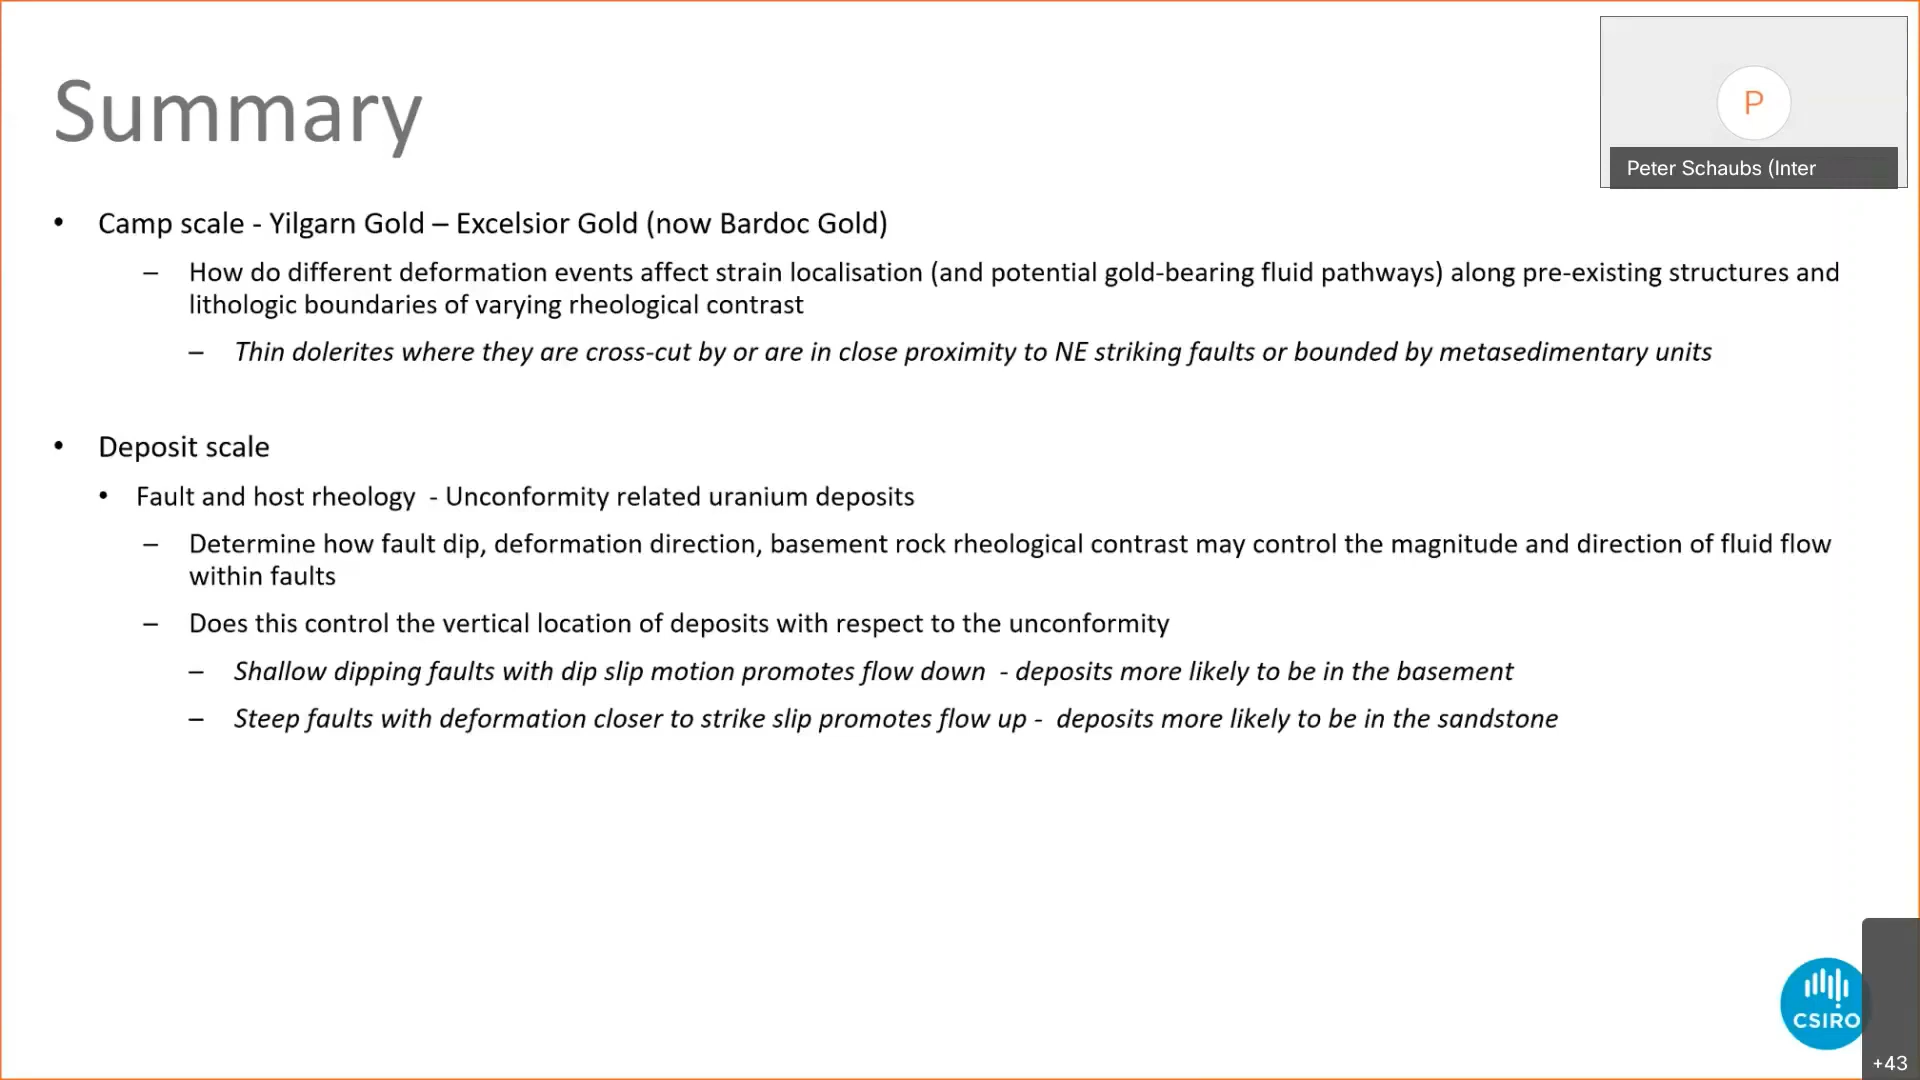 Summary
P
Peter Schaubs (Inter
• Camp scale - Yilgarn Gold – Excelsior Gold (now Bardoc Gold)
– How do different deformation events affect strain localisation (and potential gold-bearing fluid pathways) along pre-existing structures and
lithologic boundaries of varying rheological contrast
– Thin dolerites where they are cross-cut by or are in close proximity to NE striking faults or bounded by metasedimentary units
• Deposit scale
• Fault and host rheology - Unconformity related uranium deposits
– Determine how fault dip, deformation direction, basement rock rheological contrast may control the magnitude and direction of fluid flow
within faults
– Does this control the vertical location of deposits with respect to the unconformity
– Shallow dipping faults with dip slip motion promotes flow down - deposits more likely to be in the basement
– Steep faults with deformation closer to strike slip promotes flow up - deposits more likely to be in the sandstone
CSIRO
+43